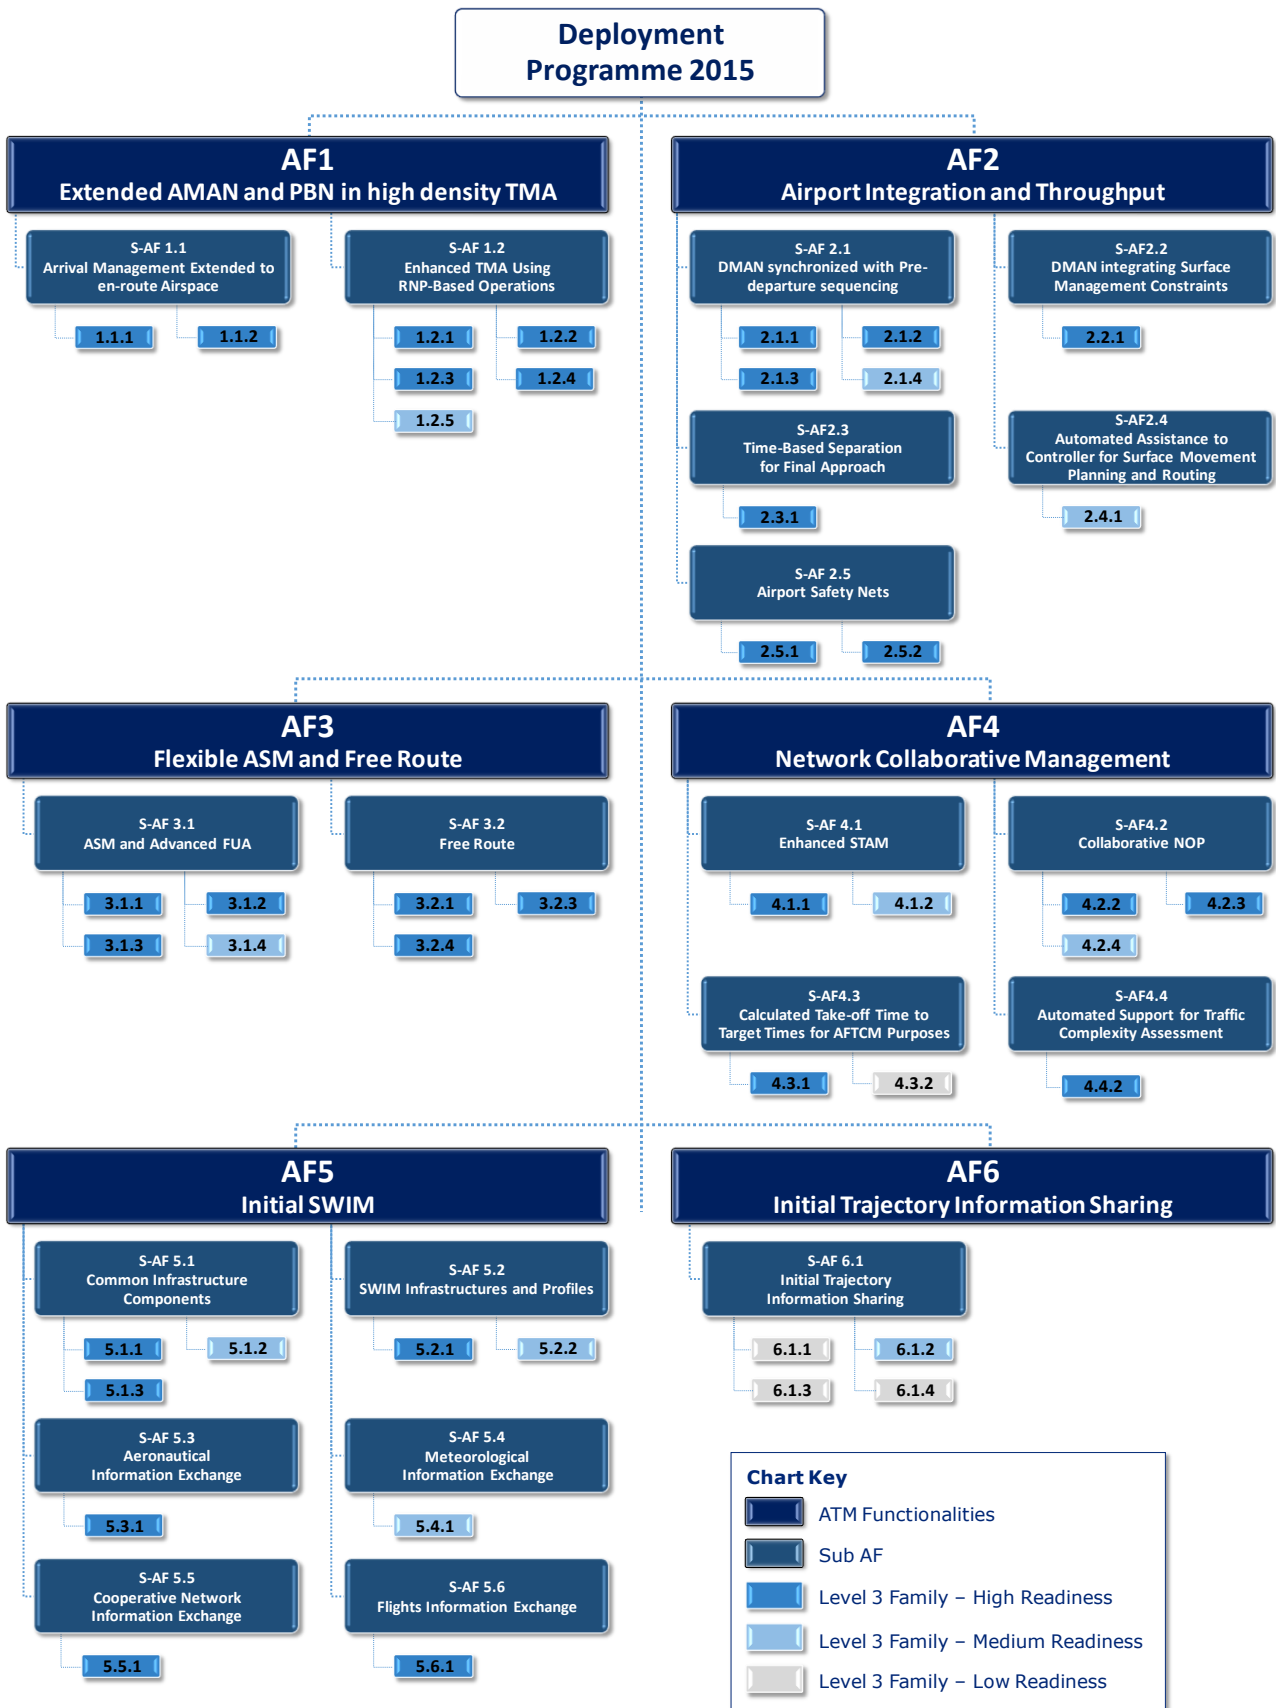 Deployment
Programme 2015
AF1
Extended AMAN and PBN in high density TMA
S-AF 1.1
Arrival Management Extended to
en-route Airspace
1.1.1
1.1.2
S-AF 1.2
Enhanced TMA Using
RNP-Based Operations
1.2.1
1.2.2
1.2.3
1.2.4
1.2.5
AF2
Airport Integration and Throughput
S-AF 2.1
DMAN synchronized with Pre-
departure sequencing
2.1.1
2.1.2
2.1.3
2.1.4
S-AF2.2
DMAN integrating Surface
Management Constraints
2.2.1
S-AF2.3
Time-Based Separation
for Final Approach
2.3.1
S-AF2.4
Automated Assistance to
Controller for Surface Movement
Planning and Routing
2.4.1
S-AF 2.5
Airport Safety Nets
2.5.1
2.5.2
AF3
Flexible ASM and Free Route
S-AF 3.1
ASM and Advanced FUA
3.1.1
3.1.2
3.1.3
3.1.4
S-AF 3.2
Free Route
3.2.1
3.2.3
3.2.4
AF4
Network Collaborative Management
S-AF 4.1
Enhanced STAM
4.1.1
4.1.2
S-AF4.2
Collaborative NOP
4.2.2
4.2.3
4.2.4
S-AF4.3
Calculated Take-off Time to
Target Times for AFTCM Purposes
4.3.1
4.3.2
S-AF4.4
Automated Support for Traffic
Complexity Assessment
4.4.2
AF5
Initial SWIM
S-AF 5.1
Common Infrastructure
Components
5.1.1
5.1.2
5.1.3
S-AF 5.2
SWIM Infrastructures and Profiles
5.2.1
5.2.2
S-AF 5.3
Aeronautical
Information Exchange
5.3.1
S-AF 5.4
Meteorological
Information Exchange
5.4.1
S-AF 5.5
Cooperative Network
Information Exchange
5.5.1
S-AF 5.6
Flights Information Exchange
5.6.1
AF6
Initial Trajectory Information Sharing
S-AF 6.1
Initial Trajectory
Information Sharing
6.1.1
6.1.2
6.1.3
6.1.4
Chart Key
ATM Functionalities
Sub AF
Level 3 Family – High Readiness
Level 3 Family – Medium Readiness
Level 3 Family – Low Readiness